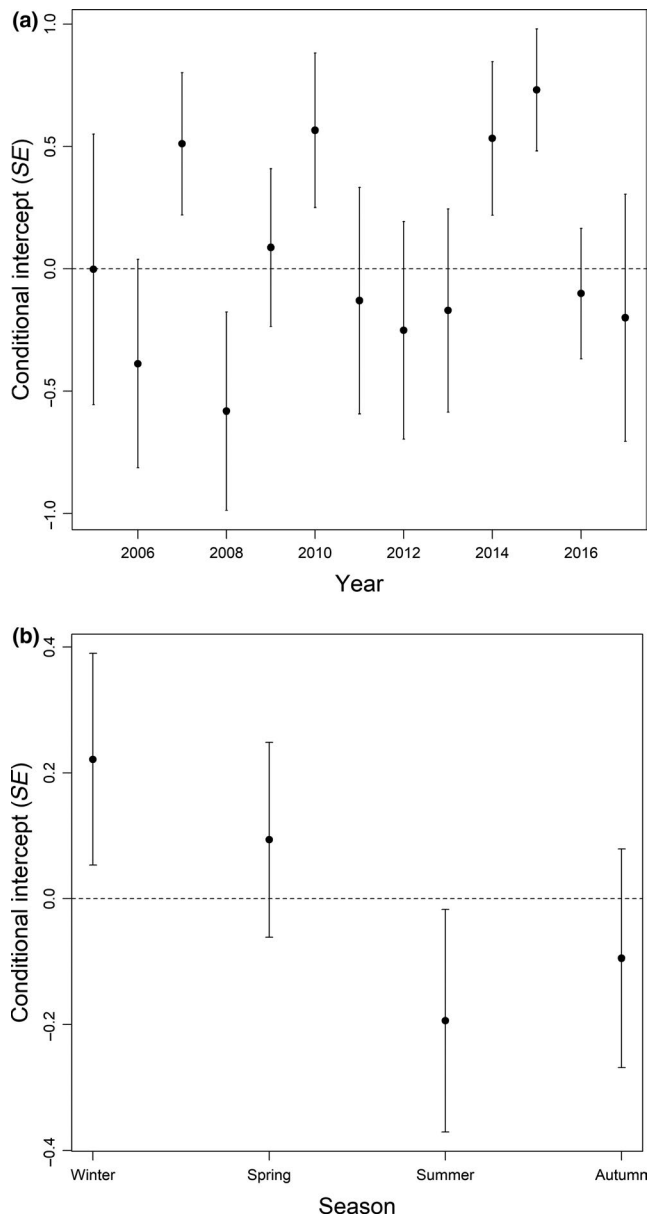 (a)
1.0
0.5
0.0
-0.5
-1.0
Conditional intercept (SE)
2006 2008 2010 2012 2014 2016
Year
(b)
0.4
0.2
0.0
-0.2
-0.4
Conditional intercept (SE)
Winter Spring Summer Autumn
Season